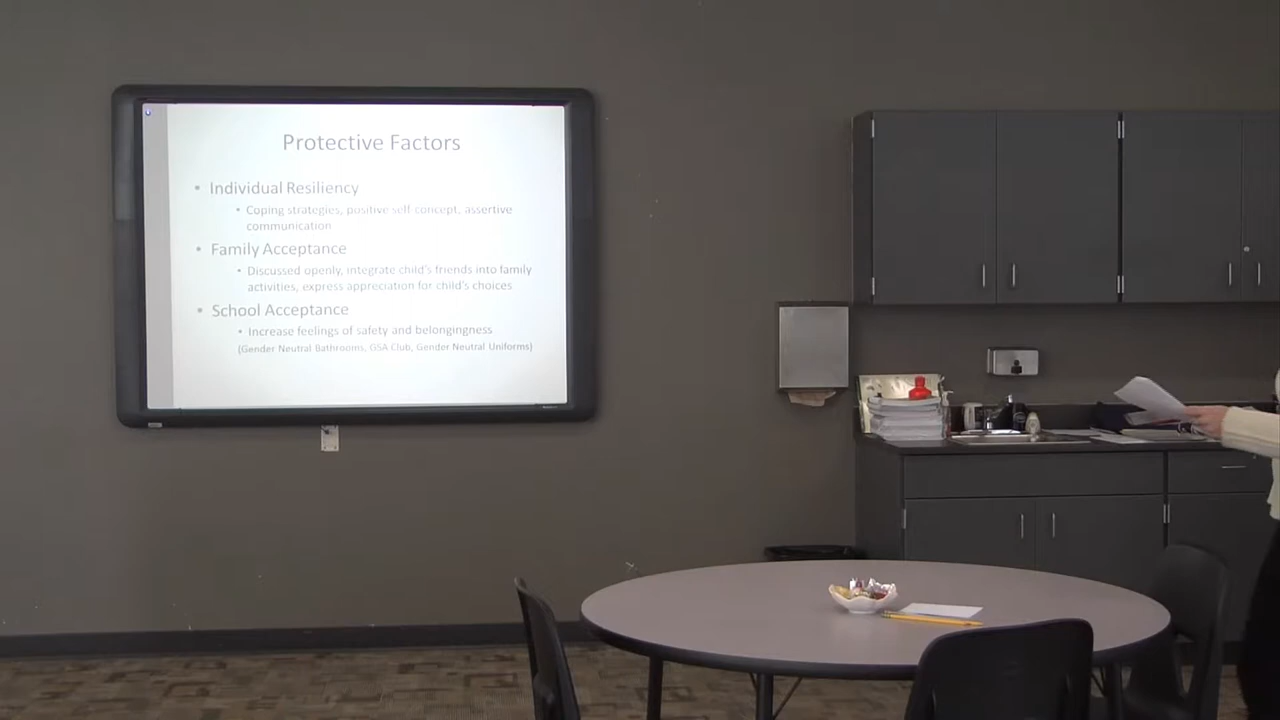 Protective Factors
• Individual Resiliency
• Coping strategies, positive self-concept, assertive
communication
• Family Acceptance
• Discussed openly, integrate child's friends into family
activities, express appreciation for child's choices
• School Acceptance
• Increase feelings of safety and belongingness
(Gender Neutral Bathrooms, GSA Club, Gender Neutral Uniforms)